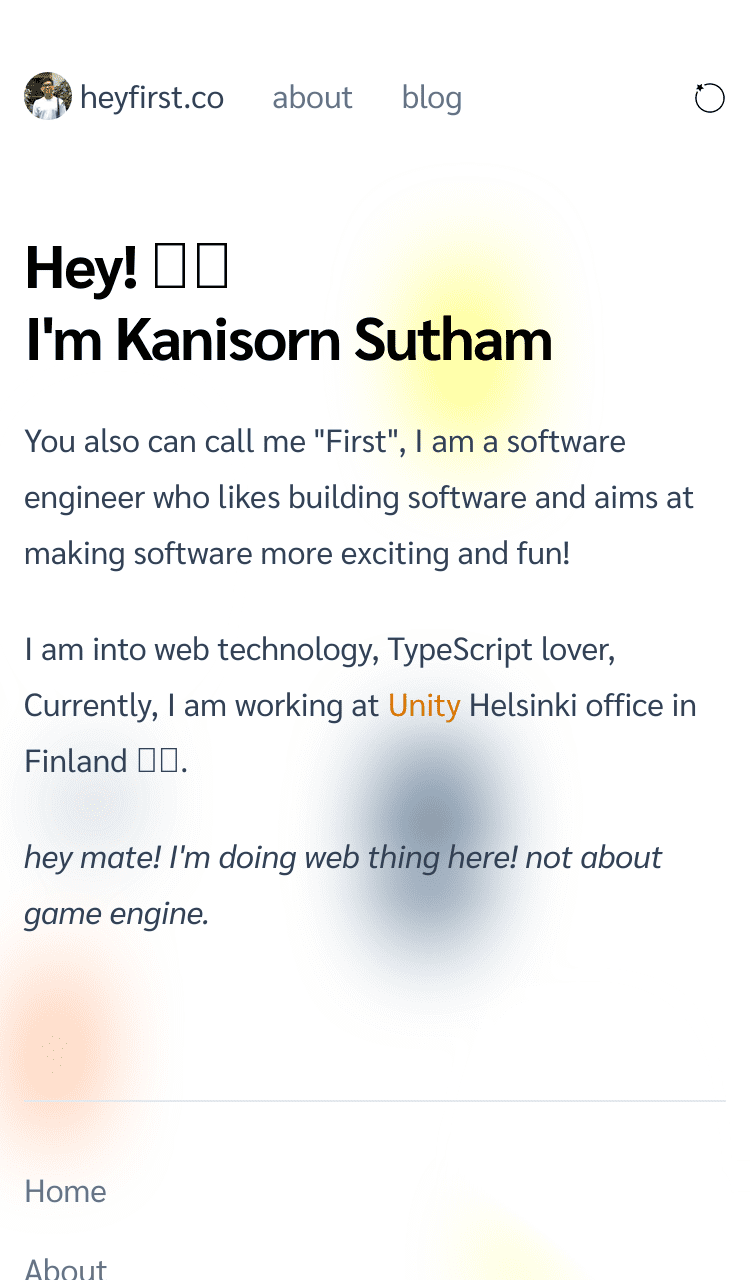 heyfirst.co about blog
Hey!
I'm Kanisorn Sutham
You also can call me "First", I am a software
engineer who likes building software and aims at
making software more exciting and fun!
I am into web technology, TypeScript lover,
Currently, I am working at Unity Helsinki office in
Finland .
hey mate! I'm doing web thing here! not about
game engine.
Home
About